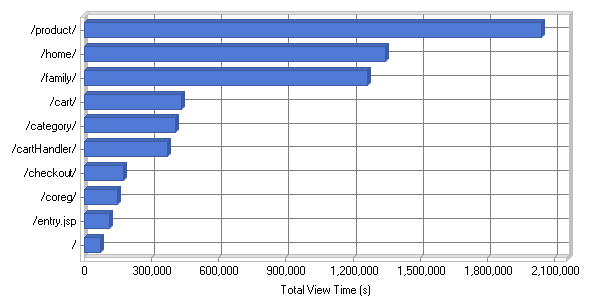 /product/
/home/
/family/
/cart/
/category/
/cartHandler/
/checkout/
/coreg/
/entry.jsp
/
0 300,000 600,000 900,000 1,200,000 1,500,000 1,800,000 2,100,000
Total View Time (s)